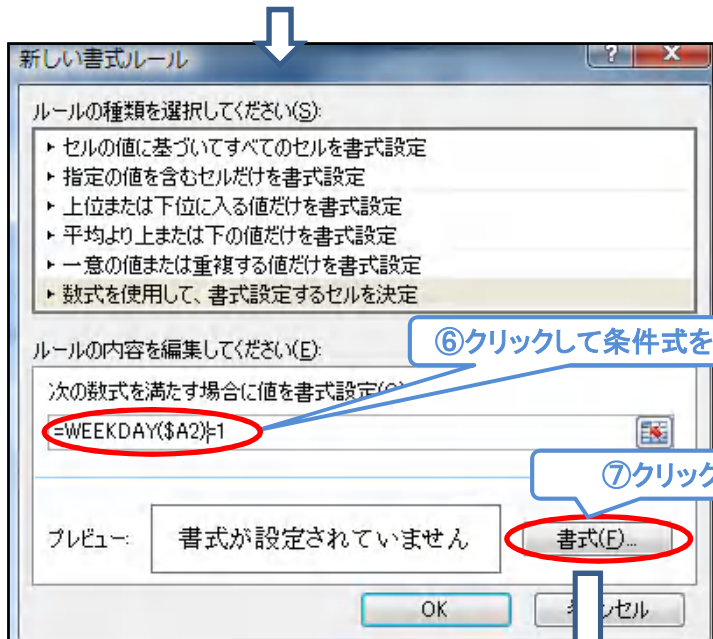 新しい書式ルール
ルールの種類を選択してください(S):
► セルの値に基づいてすべてのセルを書式設定
► 指定の値を含むセルだけを書式設定
► 上位または下位に入る値だけを書式設定
► 平均より上または下の値だけを書式設定
► 一意の値または重複する値だけを書式設定
► 数式を使用して、書式設定するセルを決定
ルールの内容を編集してください(E):
⑥クリックして条件式を
次の数式を満たす場合に値を書式設定
=WEEKDAY($A2)=1
⑦クリック
プレビュー:
書式が設定されていません
書式(F)...
OK